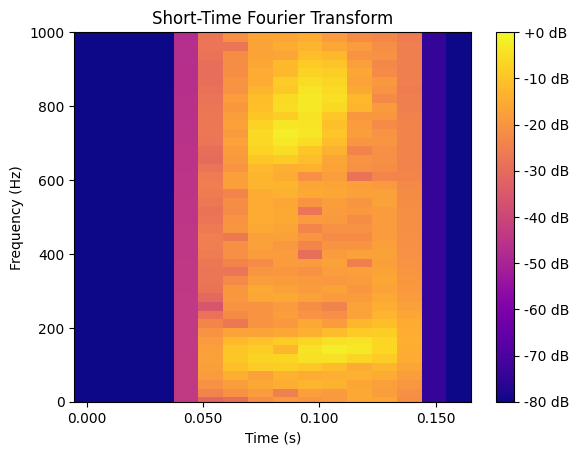 Short-Time Fourier Transform
1000
800
600
400
200
0
Frequency (Hz)
0.000
0.050
0.100
0.150
Time (s)
+0 dB
-10 dB
-20 dB
-30 dB
-40 dB
-50 dB
-60 dB
-70 dB
-80 dB